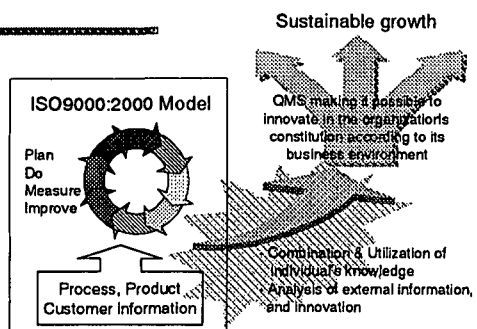 Sustainable growth
ISO9000:2000 Model
Plan
Do
Measure
Improve
Process, Product
Customer Information
QMS making it possible to
innovate in the organization's
constitution according to its
business environment
- Combination & Utilization of
individual's knowledge
- Analysis of external information,
and innovation